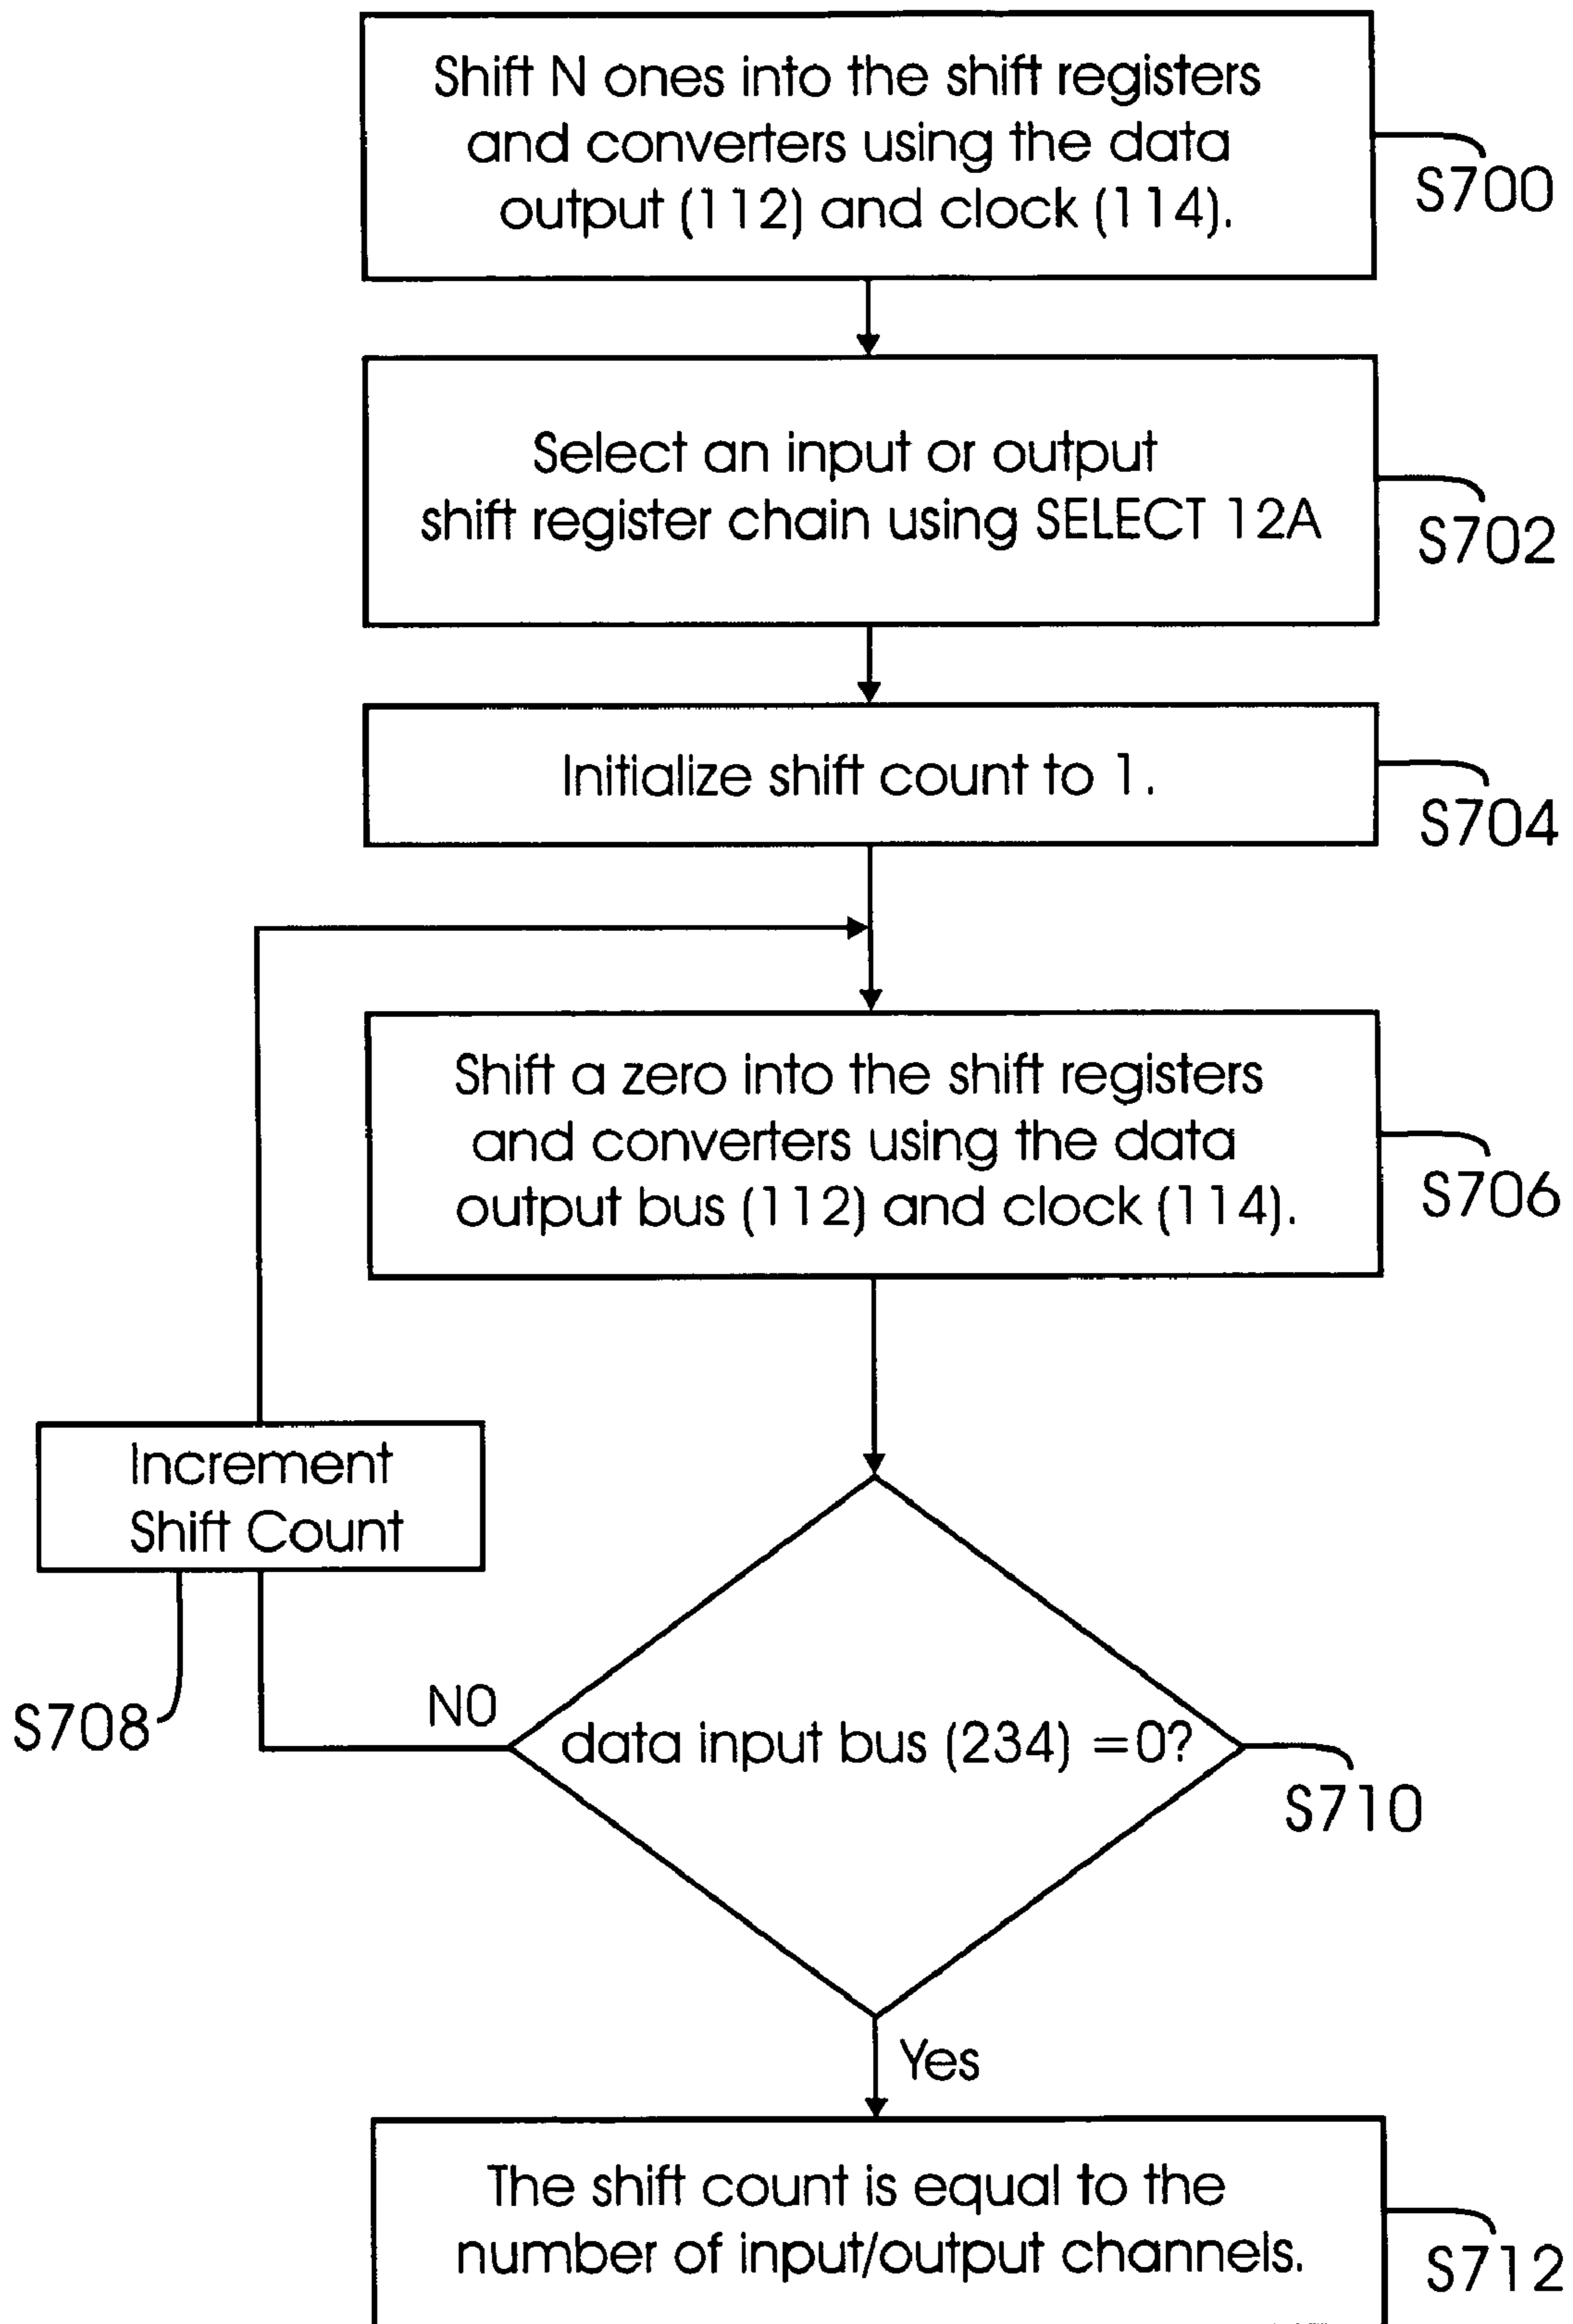 Shift N ones into the shift registers
and converters using the data
output (112) and clock (114).
S700
Select an input or output
shift register chain using SELECT 12A
S702
Initialize shift count to 1.
S704
Shift a zero into the shift registers
and converters using the data
output bus (112) and clock (114).
S706
Increment
Shift Count
S708
NO
data input bus (234) =0?
S710
Yes
The shift count is equal to the
number of input/output channels.
S712